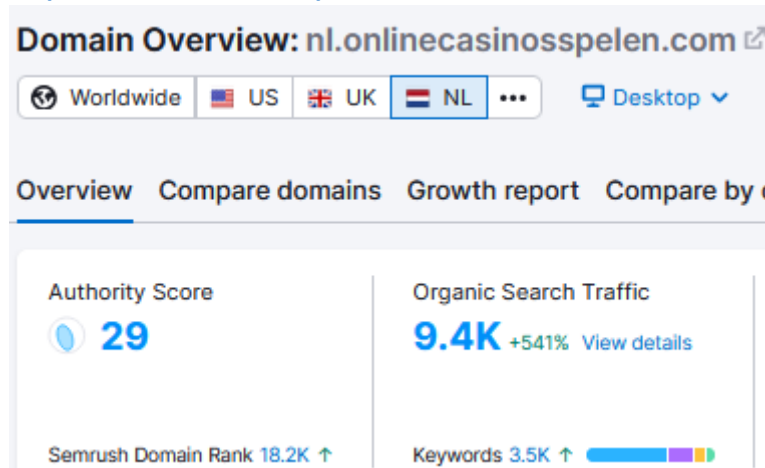 Domain Overview: nl.onlinecasinosspelen.com
Worldwide US UK NL ••• Desktop
Overview Compare domains Growth report Compare by
Authority Score Organic Search Traffic
29 9.4K +541% View details
Semrush Domain Rank 18.2K ↑ Keywords 3.5K ↑